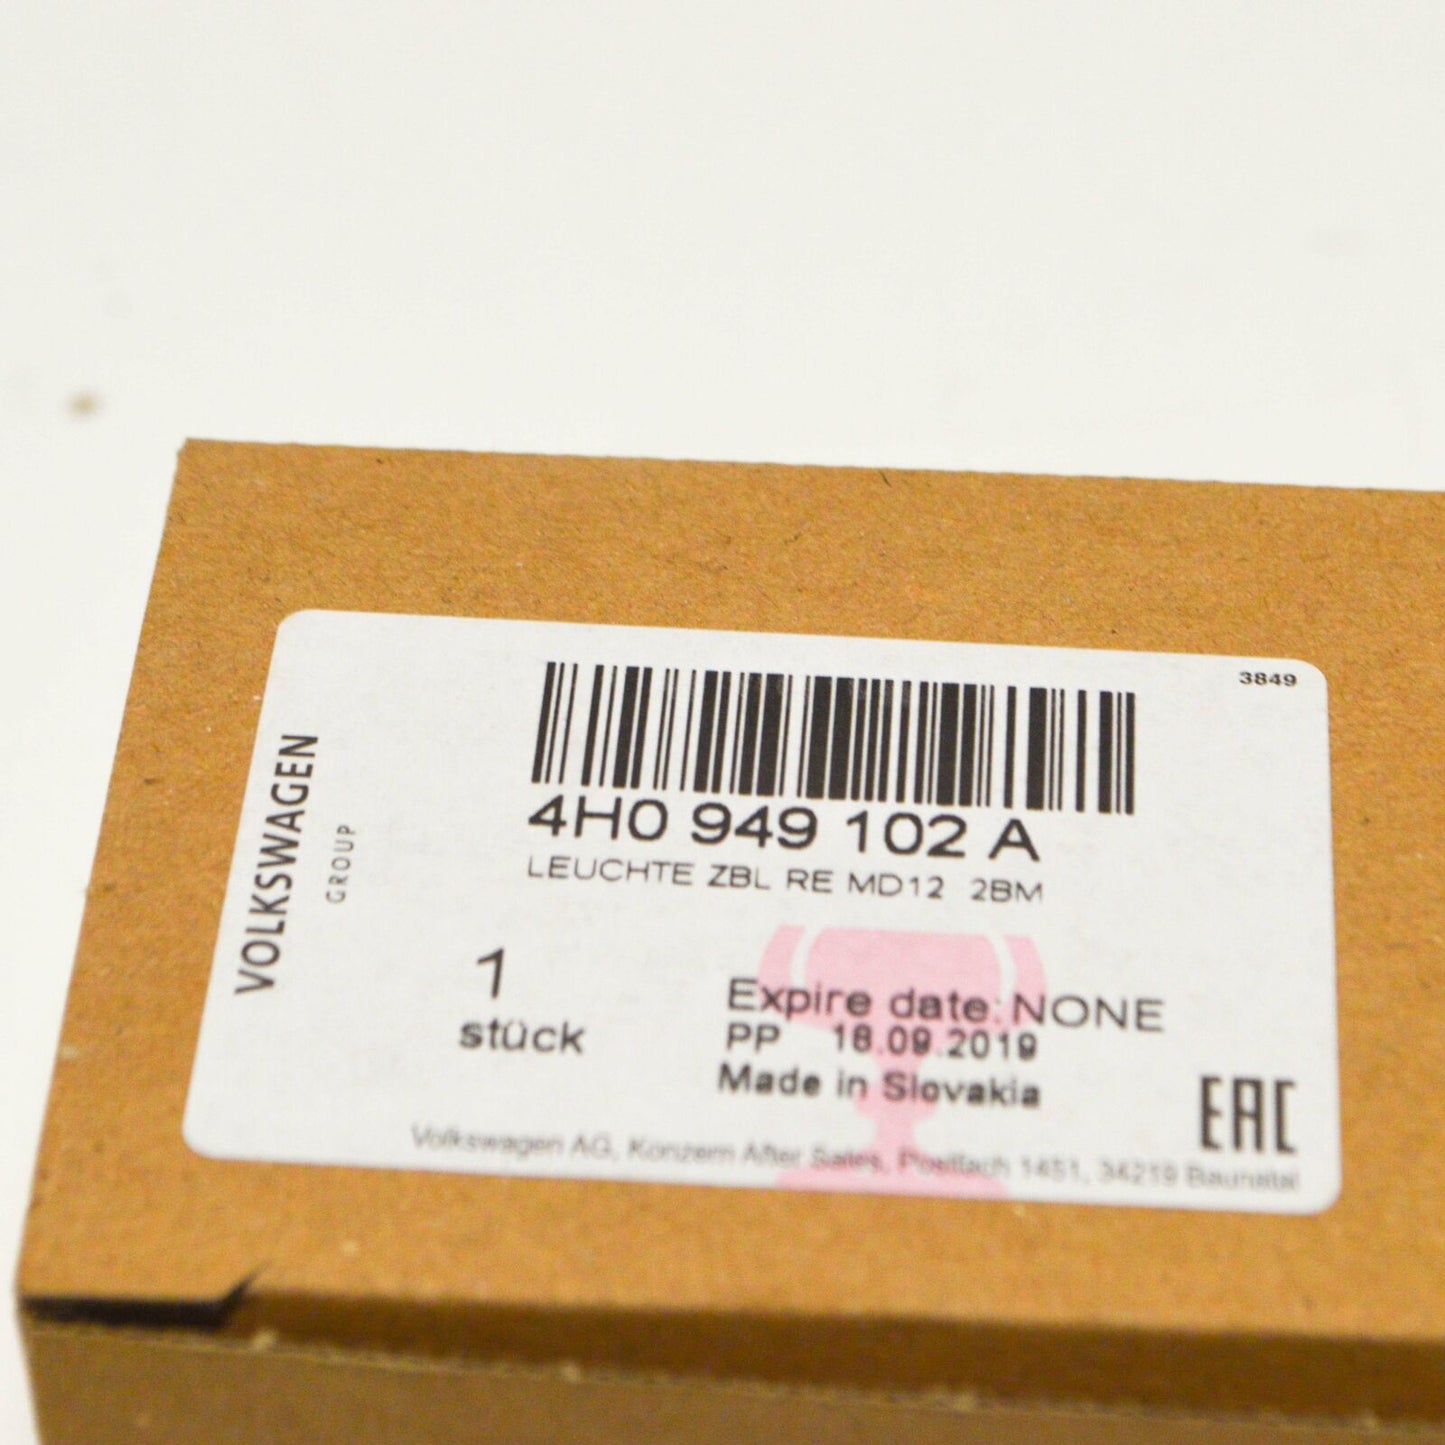 3849
VOLKSWAGEN
GROUP
4H0 949 102 A
LEUCHTE ZBL RE MD12 2BM
1
stück
Expire date: NONE
PP 18.09.2019
Made in Slovakia
EAC
Volkswagen AG, Konzern After Sales, Postfach 1451, 34219 Baunatal